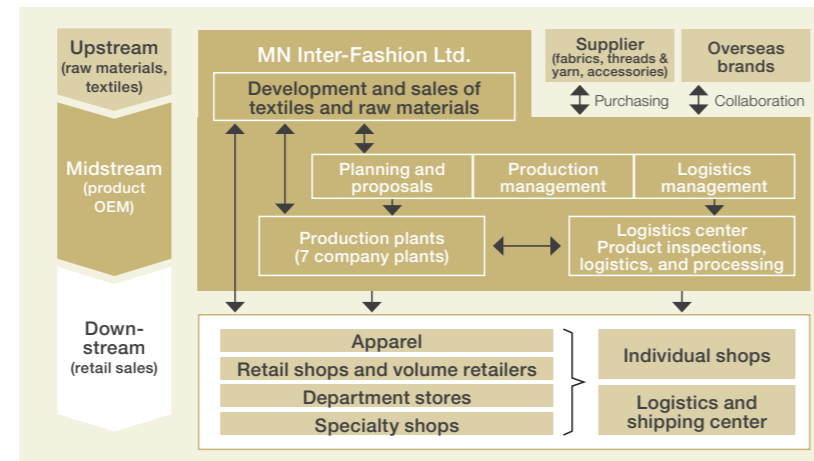 Upstream
(raw materials,
textiles)
MN Inter-Fashion Ltd.
Development and sales of
textiles and raw materials
Supplier
(fabrics, threads &
yarn, accessories)
Overseas
brands
Purchasing
Collaboration
Midstream
(product
OEM)
Planning and
proposals
Production
management
Logistics
management
Production plants
(7 company plants)
Logistics center
Product inspections,
logistics, and processing
Down-
stream
(retail sales)
Apparel
Retail shops and volume retailers
Department stores
Specialty shops
Individual shops
Logistics and
shipping center